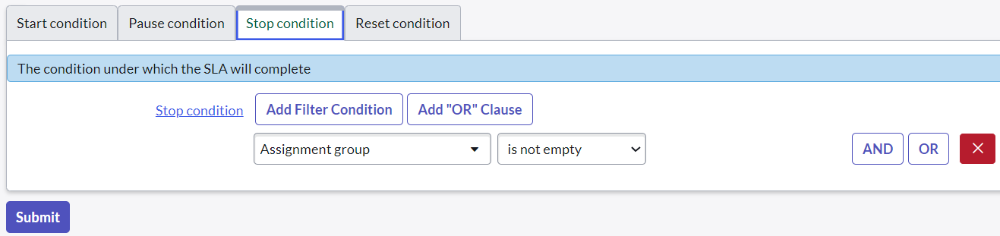 Start condition Pause condition Stop condition Reset condition
The condition under which the SLA will complete
Stop condition Add Filter Condition Add "OR" Clause
Assignment group is not empty AND OR
Submit